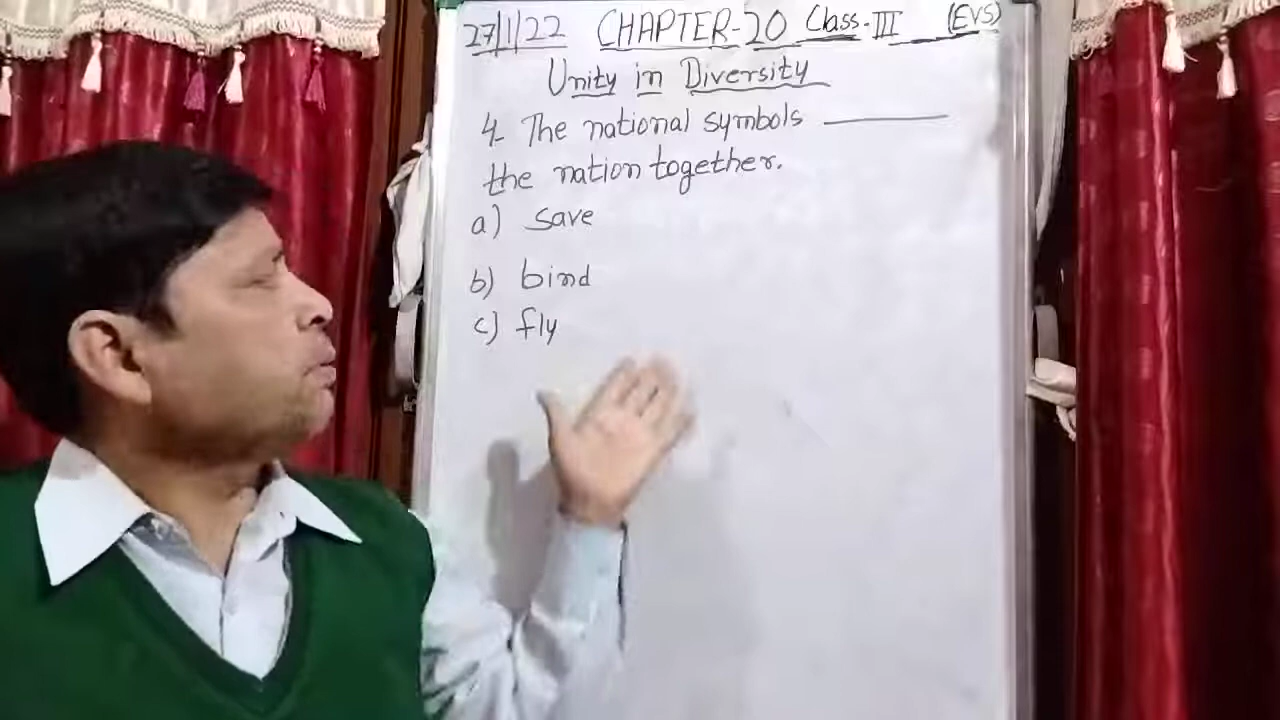 27/1/22 CHAPTER-20 Class-III (EVS)
Unity in Diversity
4. The national symbols ______
the nation together.
a) save
b) bind
c) fly